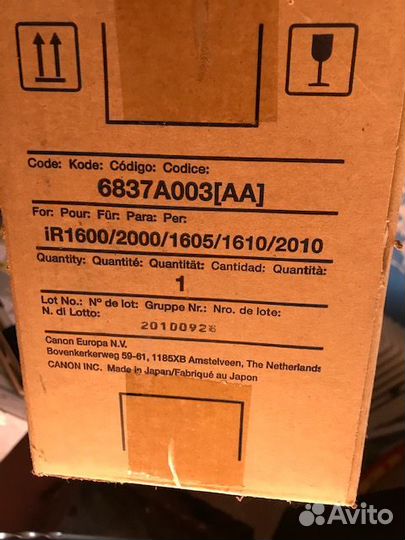 Code: Kode: Código: Codice:
6837A003[AA]
For: Pour: Für: Para: Per:
iR1600/2000/1605/1610/2010
Quantity: Quantité: Quantität: Cantidad: Quantità:
1
Lot No.: Nº de lot: Gruppe Nr.: Nro. de lote:
N. di Lotto:
2010092
Canon Europa N.V.
Bovenkerkerweg 59-61, 1185XB Amstelveen, The Netherlands
CANON INC. Made in Japan/Fabriqué au Japon
Avito